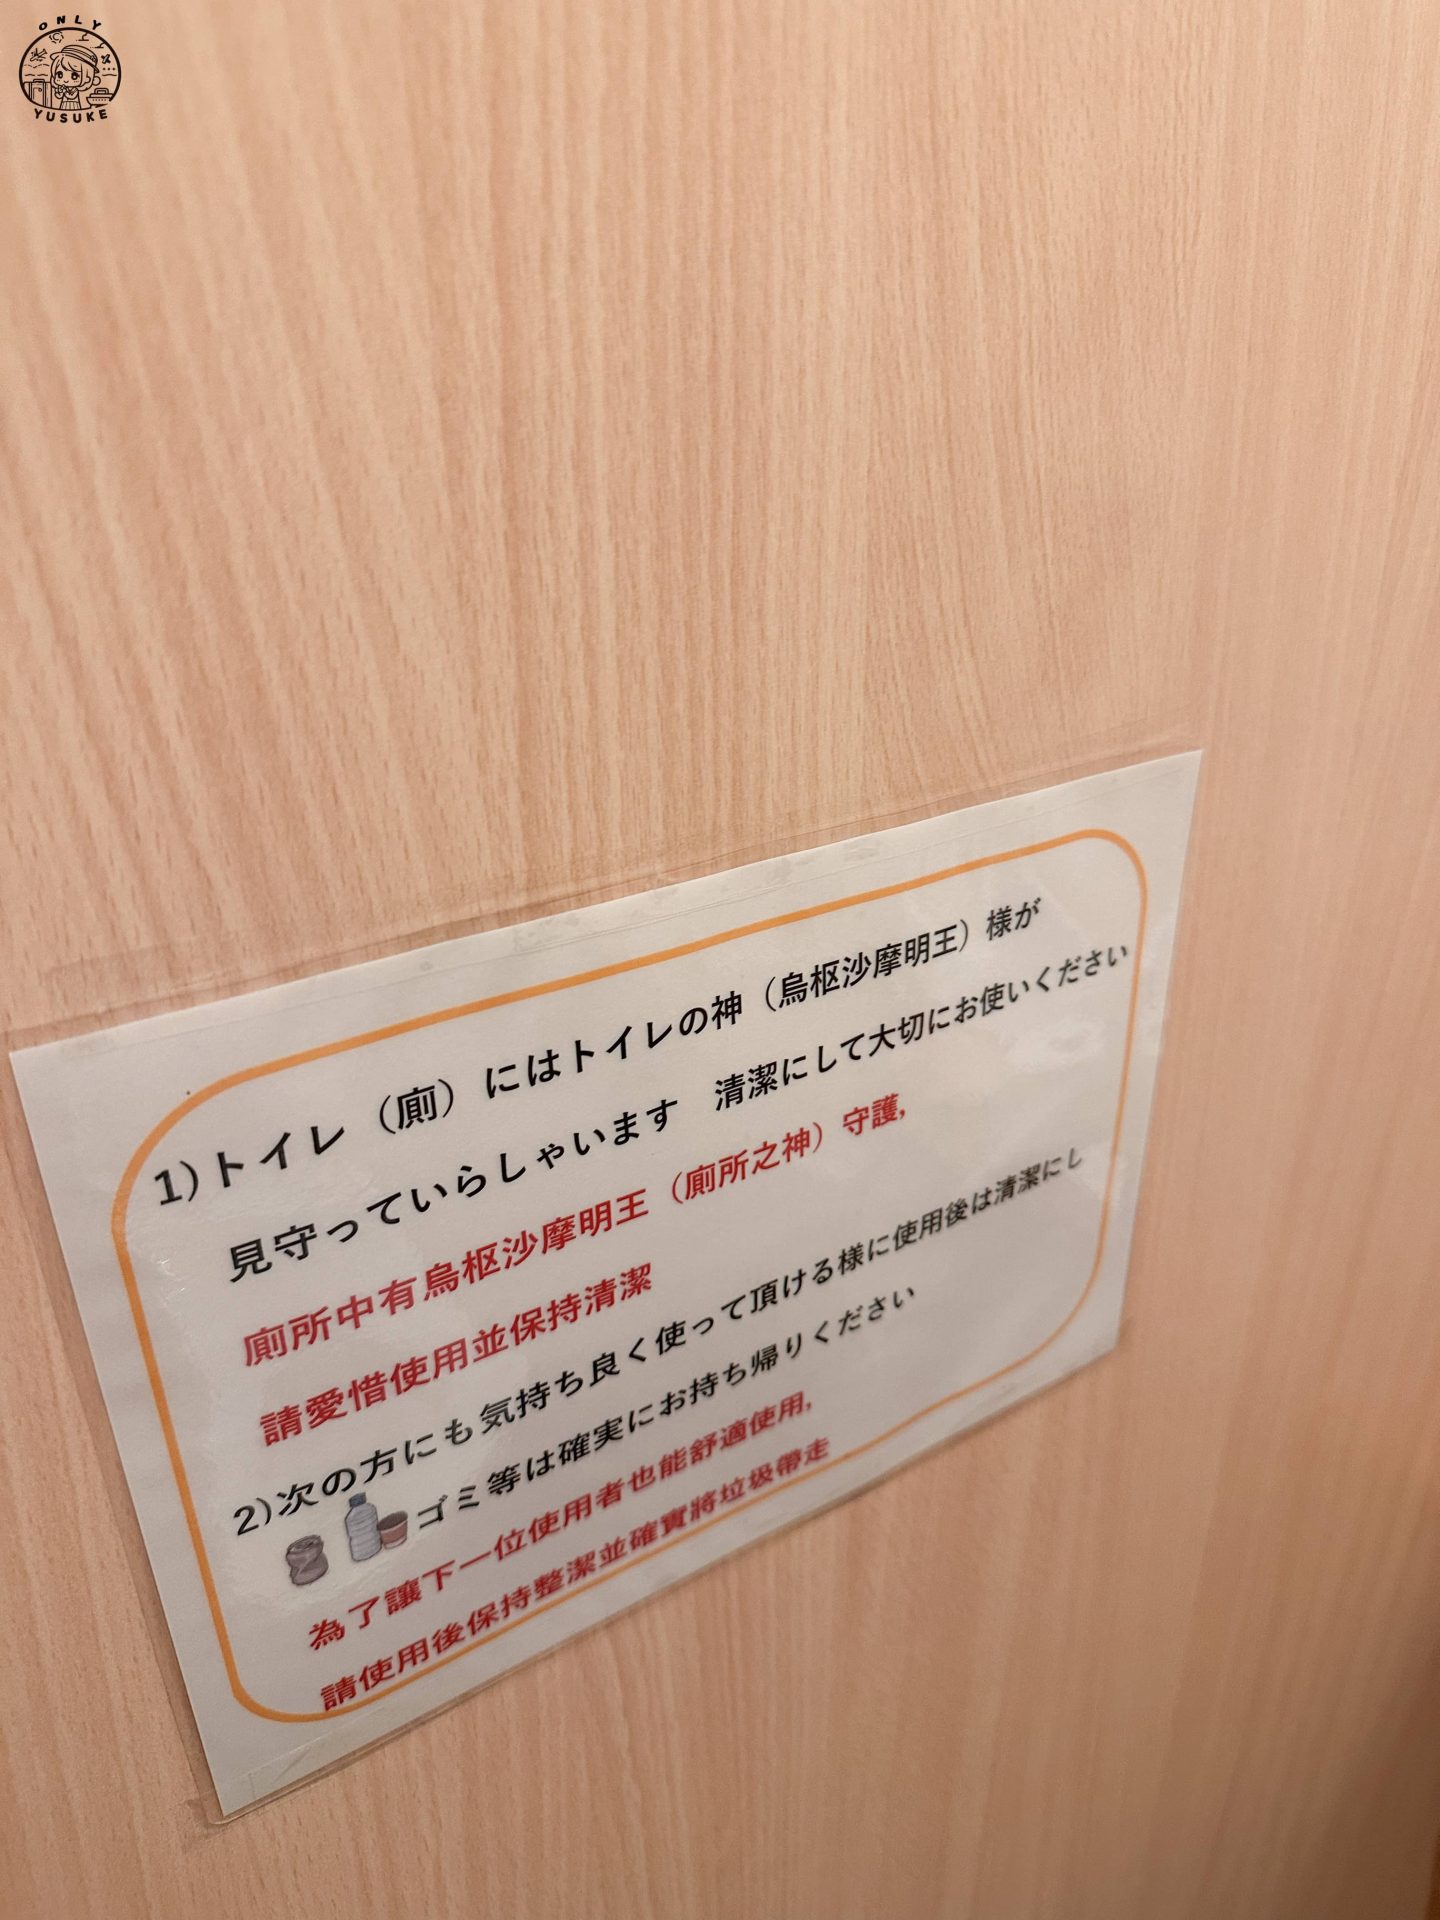 ONLY
YUSUKE
1)トイレ（廁）にはトイレの神（烏枢沙摩明王）様が
見守っていらしゃいます　清潔にして大切にお使いください
廁所中有烏枢沙摩明王（廁所之神）守護,
請愛惜使用並保持清潔
2)次の方にも気持ち良く使って頂ける様に使用後は清潔にし
ゴミ等は確実にお持ち帰りください
為了讓下一位使用者也能舒適使用,
請使用後保持整潔並確實將垃圾帶走